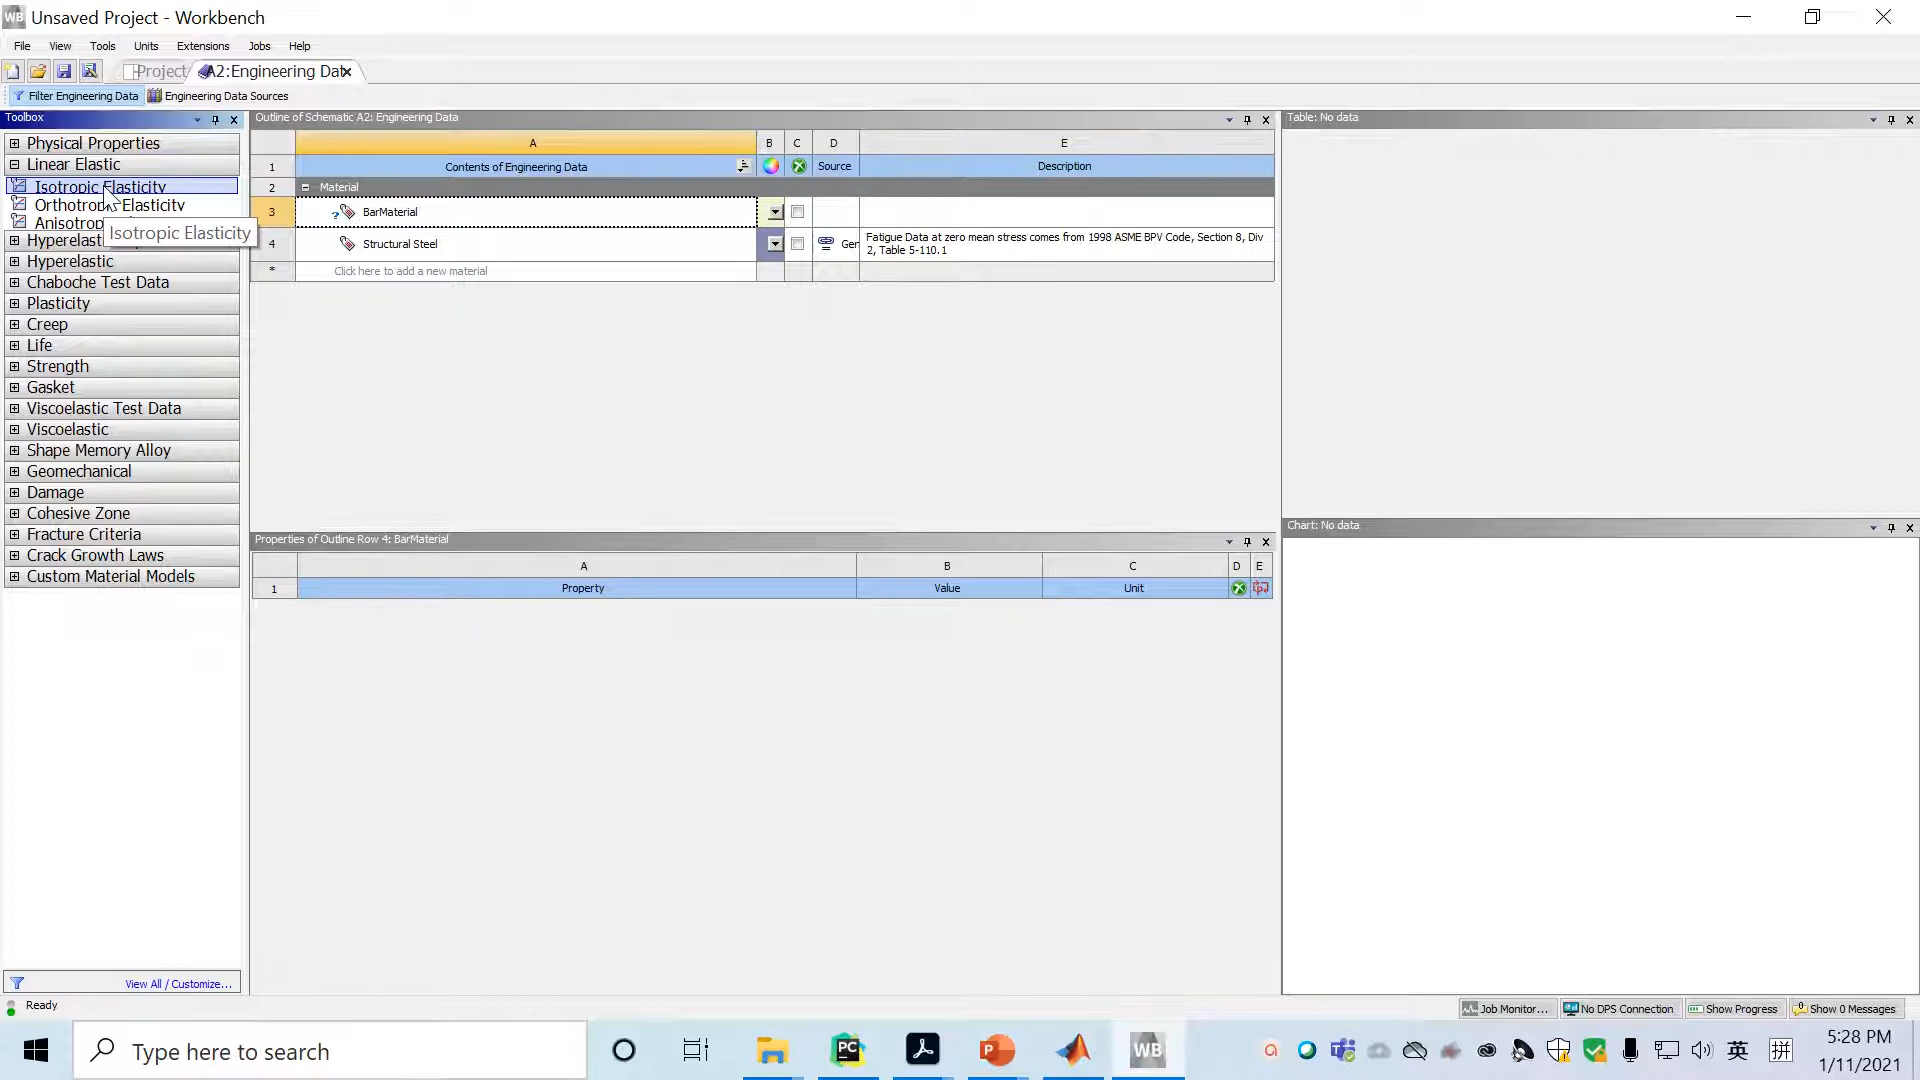 WB Unsaved Project - Workbench
File View Tools Units Extensions Jobs Help
Project A2:Engineering Dat
Filter Engineering Data Engineering Data Sources
Toolbox
Physical Properties
Linear Elastic
Isotropic Elasticity
Orthotropic Elasticity
Anisotrop
Isotropic Elasticity
Hyperelast
Hyperelastic
Chaboche Test Data
Plasticity
Creep
Life
Strength
Gasket
Viscoelastic Test Data
Viscoelastic
Shape Memory Alloy
Geomechanical
Damage
Cohesive Zone
Fracture Criteria
Crack Growth Laws
Custom Material Models
View All / Customize...
Outline of Schematic A2: Engineering Data
A B C D E
1 Contents of Engineering Data Source Description
2 Material
3 ? BarMaterial
4 Structural Steel Ger Fatigue Data at zero mean stress comes from 1998 ASME BPV Code, Section 8, Div
2, Table 5-110.1
* Click here to add a new material
Properties of Outline Row 4: BarMaterial
A B C D E
1 Property Value Unit
Table: No data
Chart: No data
Ready
Job Monitor... No DPS Connection Show Progress Show 0 Messages
Type here to search
PC
P
WB
英
拼
5:28 PM
1/11/2021